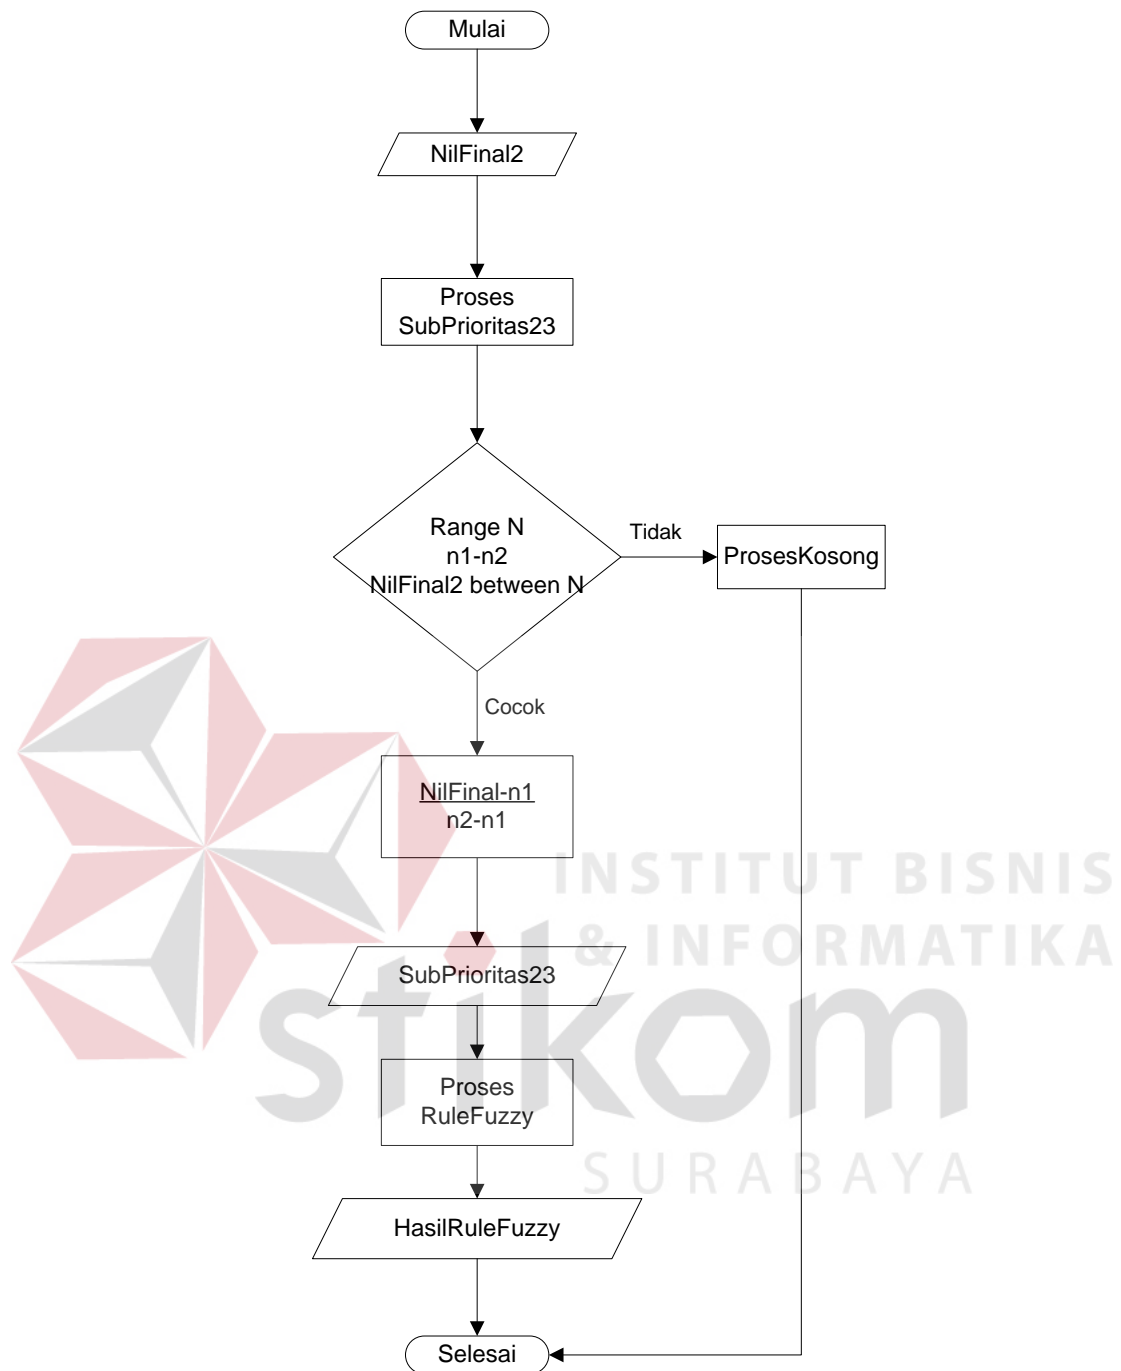 Mulai
NilFinal2
Proses
SubPrioritas23
Range N
n1-n2
NilFinal2 between N
Tidak
ProsesKosong
Cocok
NilFinal-n1
n2-n1
INSTITUT BISNIS
& INFORMATIKA
SubPrioritas23
stikom
Proses
RuleFuzzy
SURABAYA
HasilRuleFuzzy
Selesai